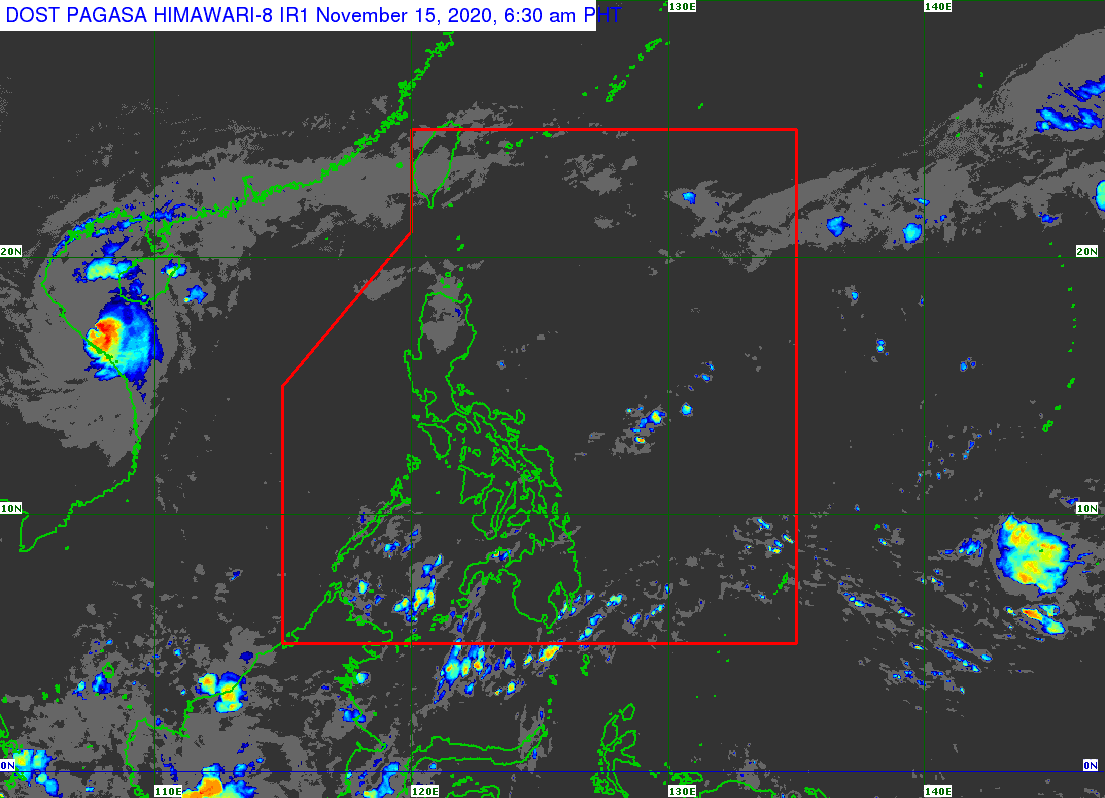 DOST PAGASA HIMAWARI-8 IR1 November 15, 2020, 6:30 am PHT
130E 140E
20N 20N
10N 10N
0N 0N
110E 120E 130E 140E